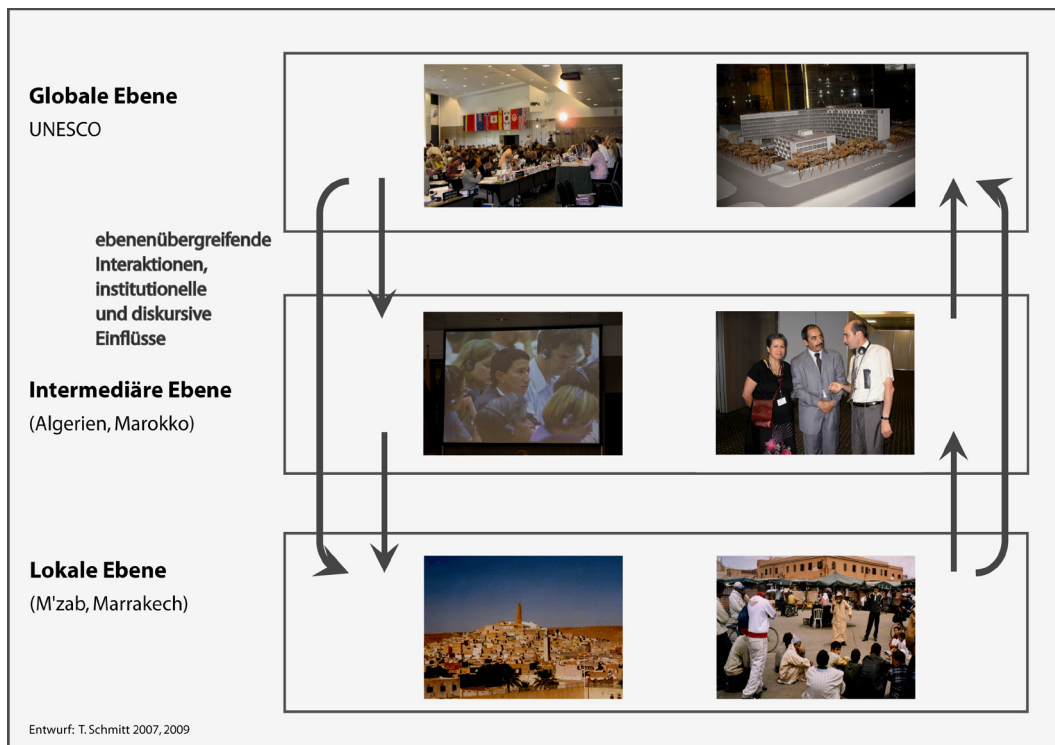 Globale Ebene
UNESCO
ebenenübergreifende
Interaktionen,
institutionelle
und diskursive
Einflüsse
Intermediäre Ebene
(Algerien, Marokko)
Lokale Ebene
(M'zab, Marrakech)
Entwurf: T. Schmitt 2007, 2009